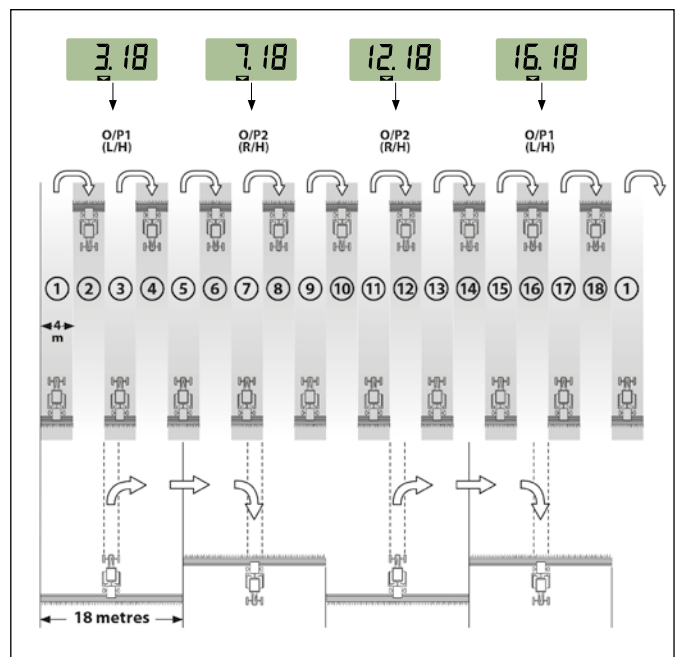 3.18 7.18 12.18 16.18
O/P1 O/P2 O/P2 O/P1
(L/H) (R/H) (R/H) (L/H)
1 2 3 4 5 6 7 8 9 10 11 12 13 14 15 16 17 18 1
4
m
18 metres